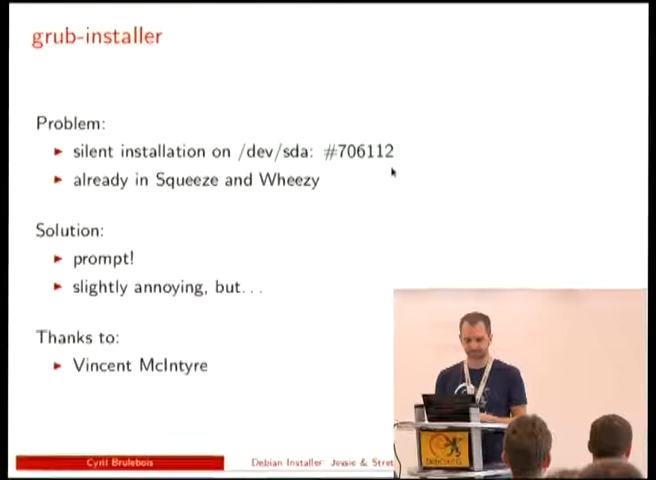 grub-installer
Problem:
► silent installation on /dev/sda: #706112
► already in Squeeze and Wheezy
Solution:
► prompt!
► slightly annoying, but...
Thanks to:
► Vincent McIntyre
Cyril Brulebois
Debian Installer: Jessie & Stret